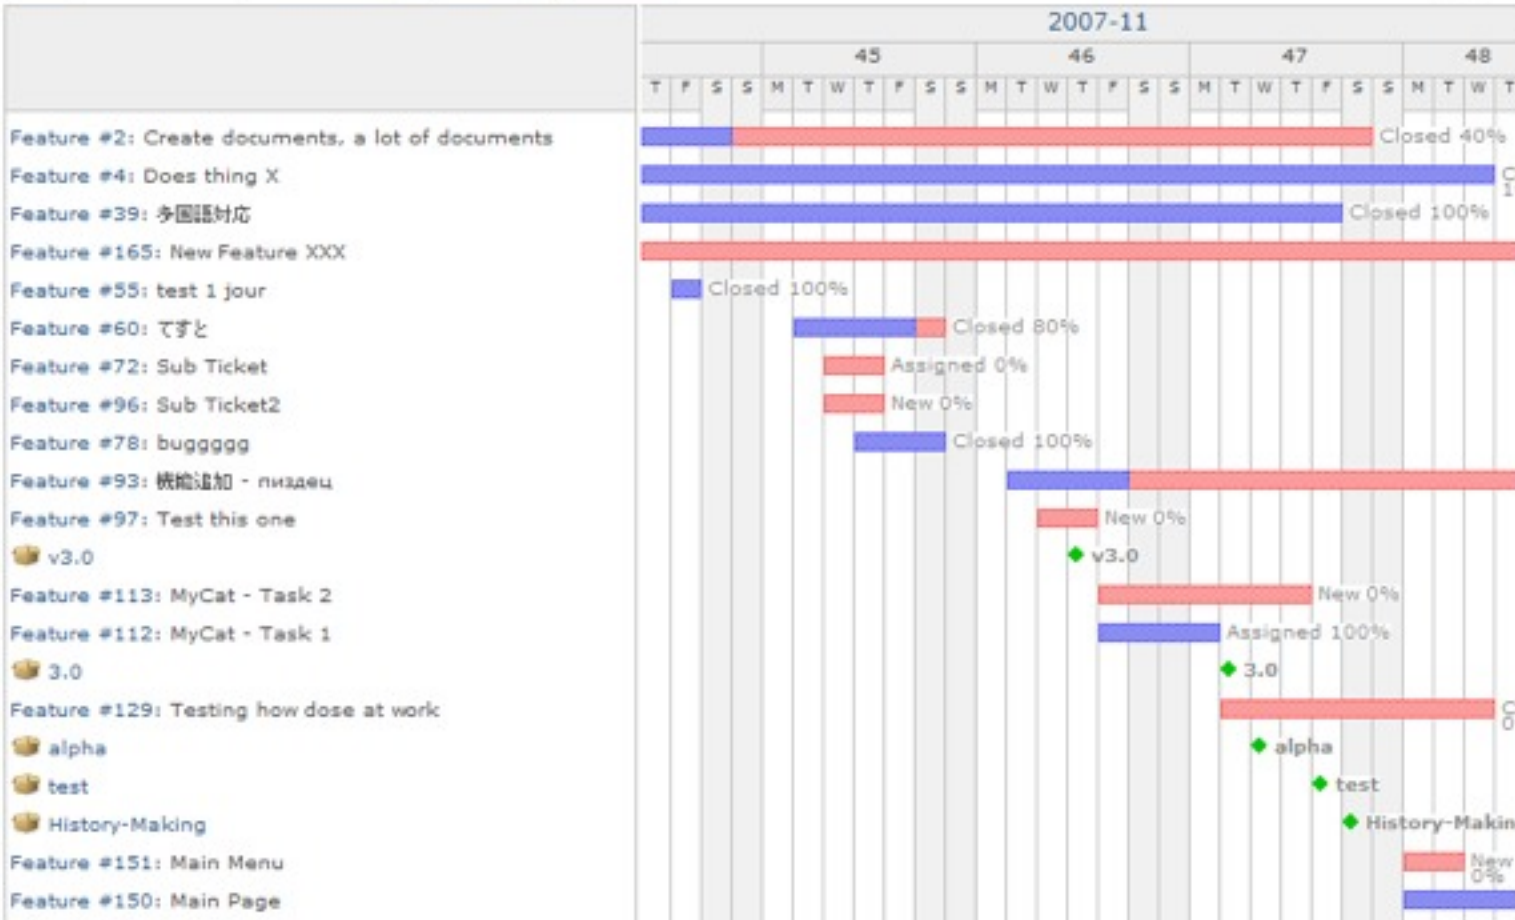 2007-11
45 46 47 48
T F S S M T W T F S S M T W T F S S M T W T F S S M T W T
Feature #2: Create documents, a lot of documents Closed 40%
Feature #4: Does thing X
Feature #39: 多国語対応 Closed 100%
Feature #165: New Feature XXX
Feature #55: test 1 jour Closed 100%
Feature #60: てすと Closed 80%
Feature #72: Sub Ticket Assigned 0%
Feature #96: Sub Ticket2 New 0%
Feature #78: buggggg Closed 100%
Feature #93: 機能追加 - пиздец
Feature #97: Test this one New 0%
v3.0 v3.0
Feature #113: MyCat - Task 2 New 0%
Feature #112: MyCat - Task 1 Assigned 100%
3.0 3.0
Feature #129: Testing how dose at work
alpha alpha
test test
History-Making History-Makin
Feature #151: Main Menu New 0%
Feature #150: Main Page